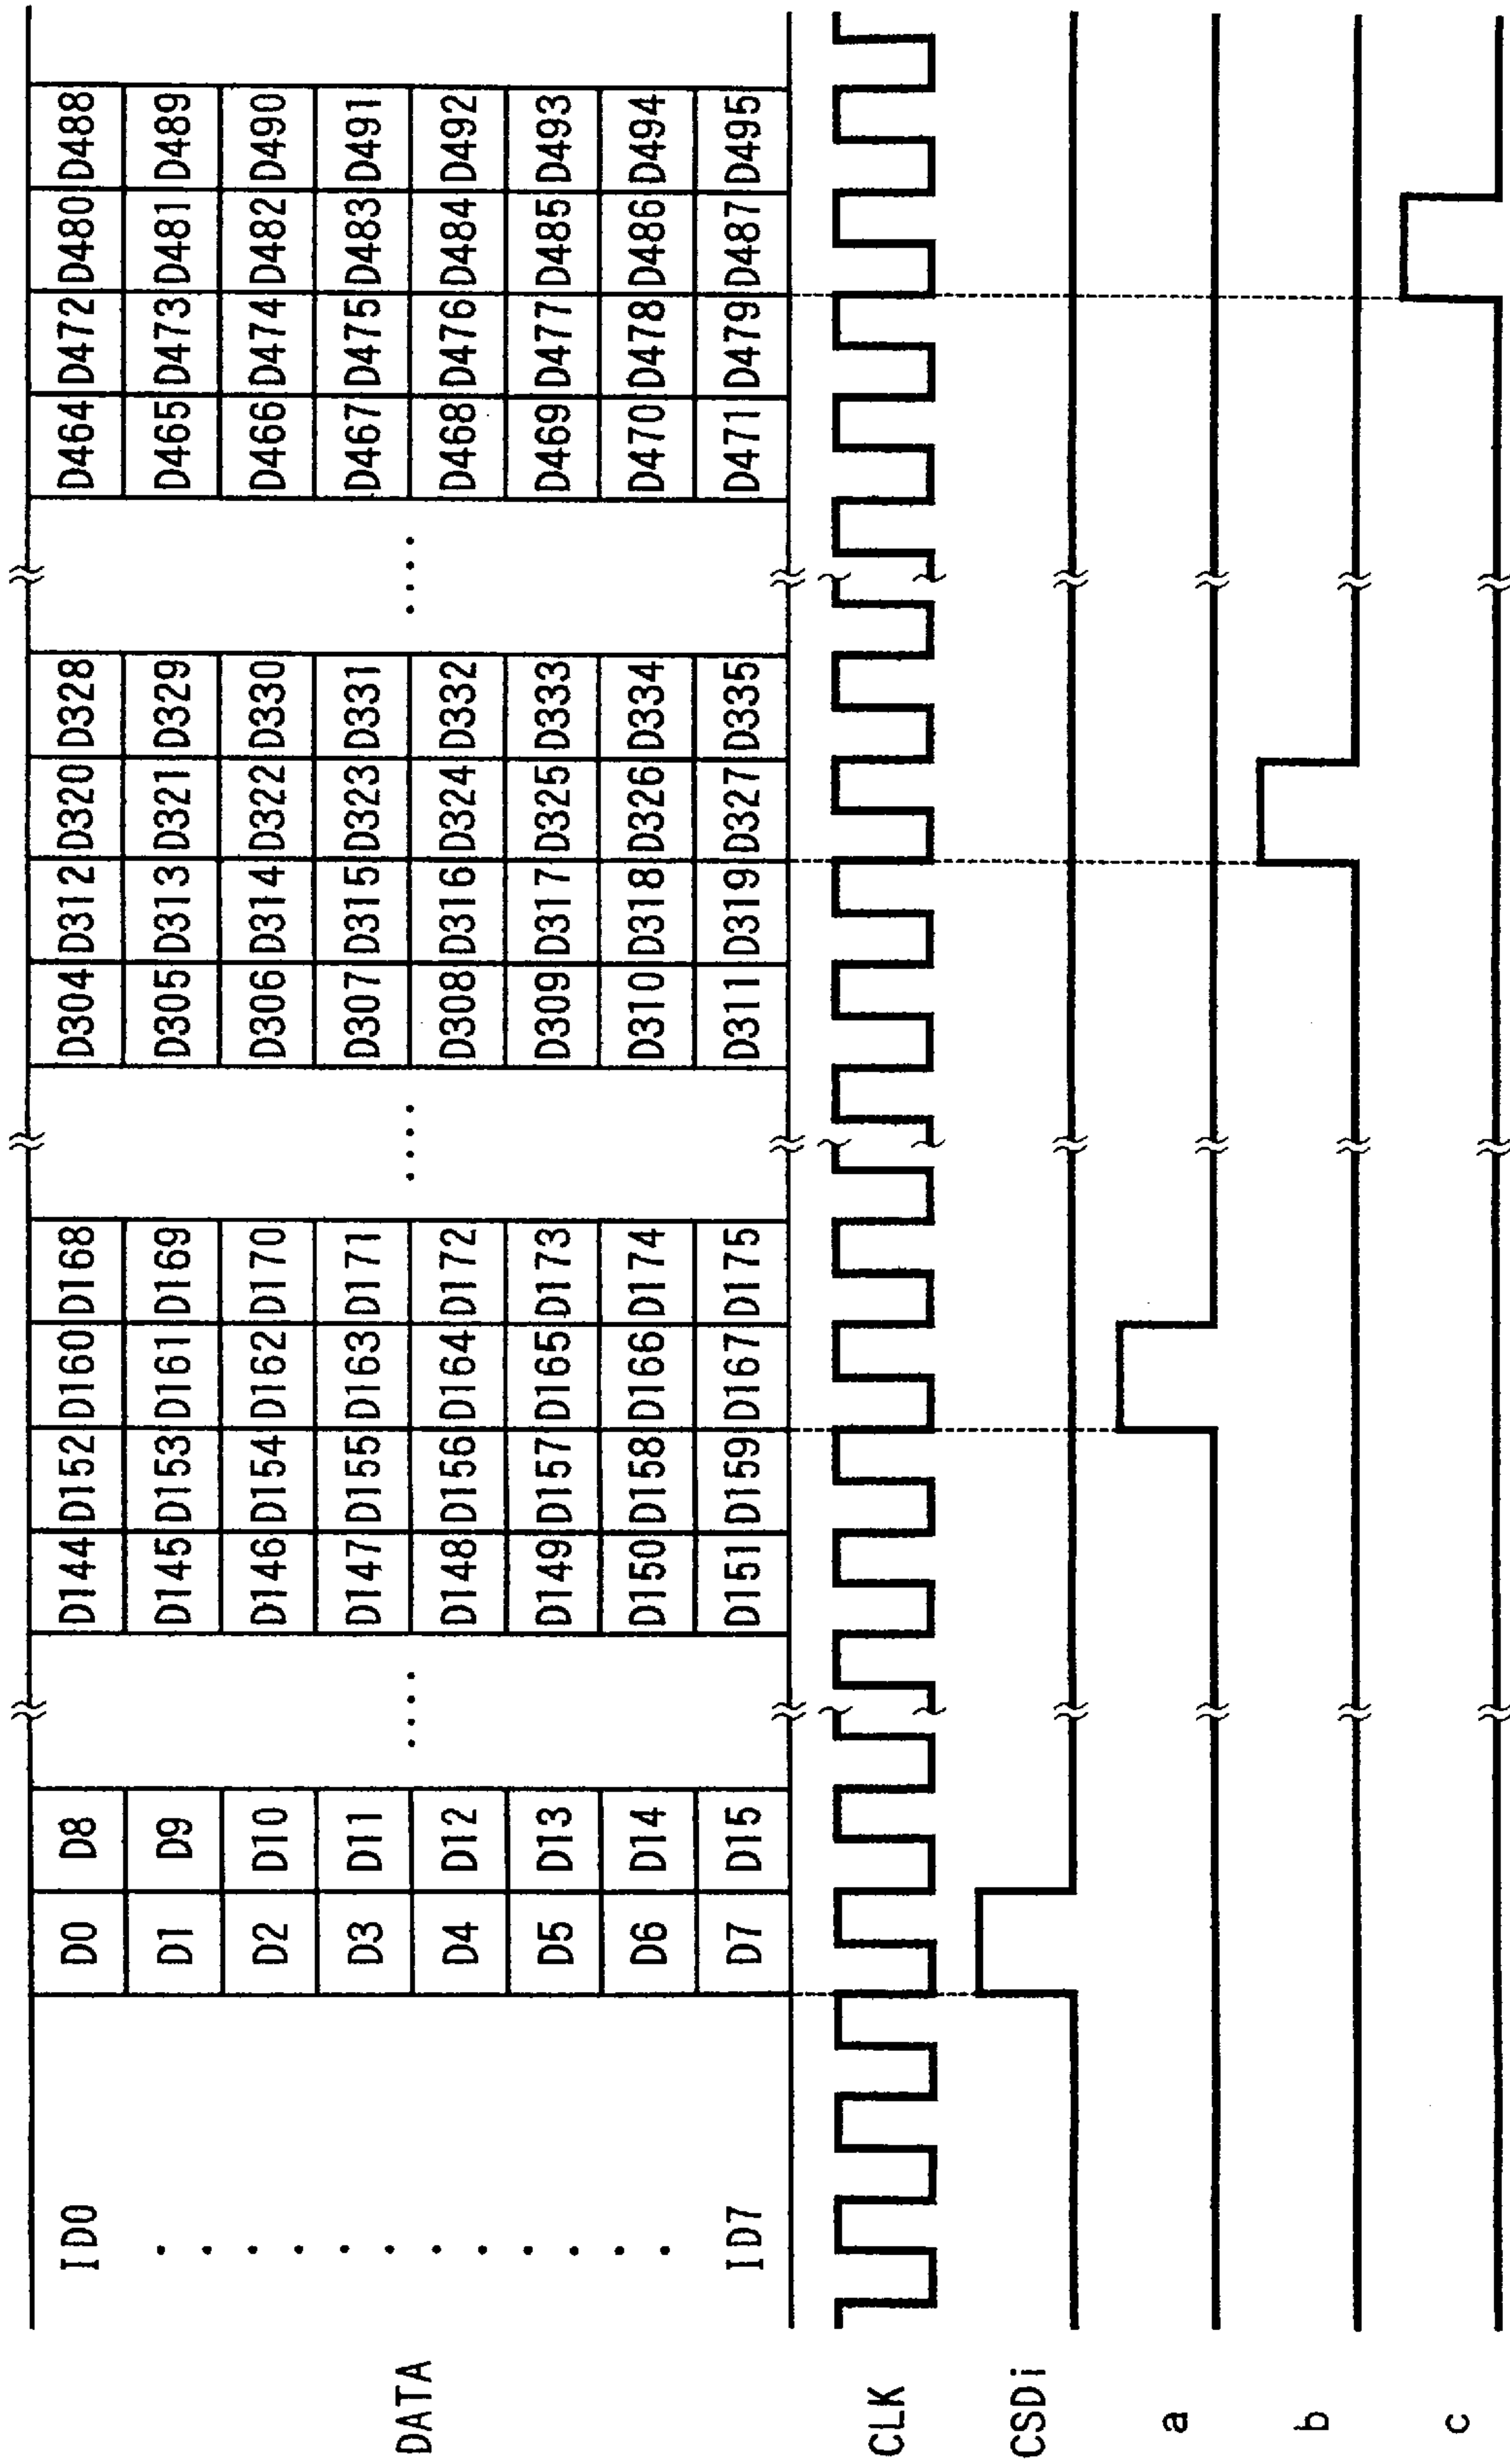 DATA
ID0 D0 D8 D144 D152 D160 D168 D304 D312 D320 D328 D464 D472 D480 D488
D1 D9 D145 D153 D161 D169 D305 D313 D321 D329 D465 D473 D481 D489
D2 D10 D146 D154 D162 D170 D306 D314 D322 D330 D466 D474 D482 D490
D3 D11 D147 D155 D163 D171 D307 D315 D323 D331 D467 D475 D483 D491
D4 D12 D148 D156 D164 D172 D308 D316 D324 D332 D468 D476 D484 D492
D5 D13 D149 D157 D165 D173 D309 D317 D325 D333 D469 D477 D485 D493
D6 D14 D150 D158 D166 D174 D310 D318 D326 D334 D470 D478 D486 D494
ID7 D7 D15 D151 D159 D167 D175 D311 D319 D327 D335 D471 D479 D487 D495
CLK
CSDi
a
b
c